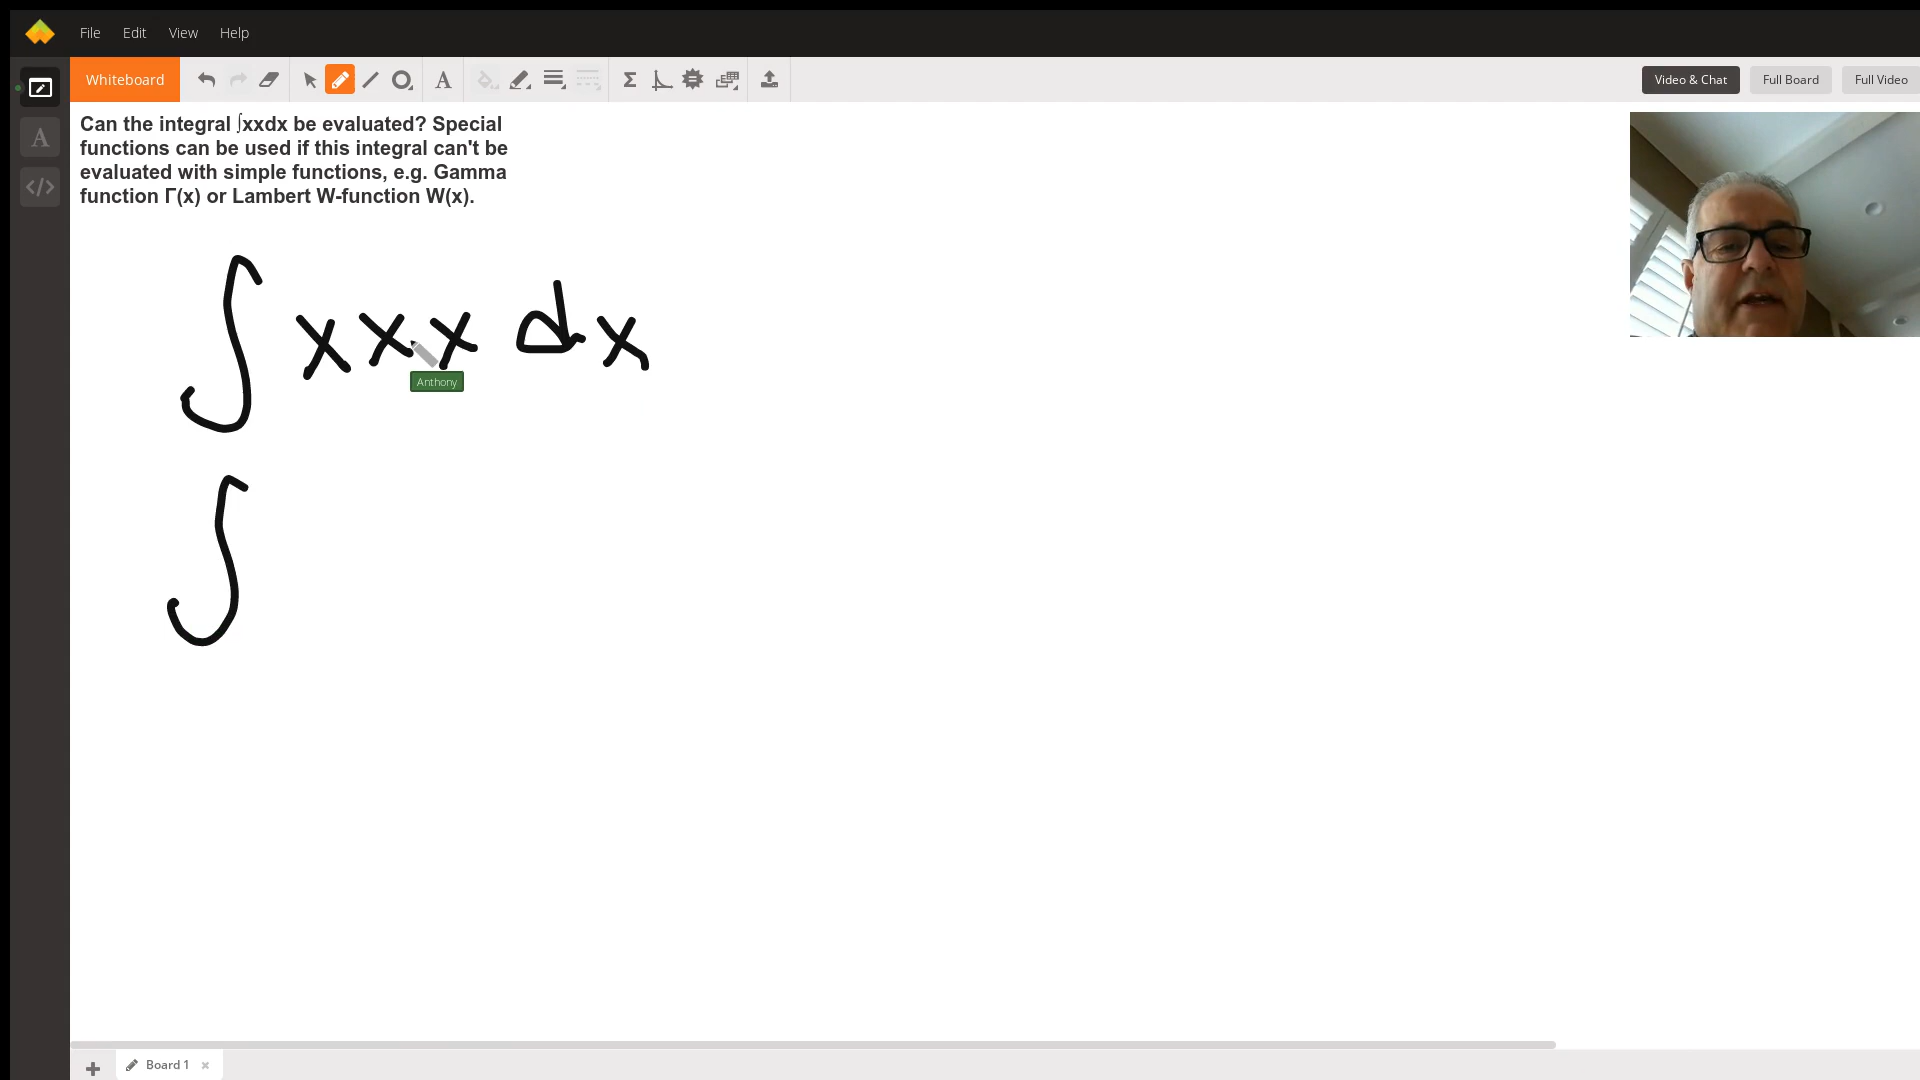 File Edit View Help
Whiteboard A Σ Video & Chat Full Board Full Video
Can the integral ∫xxdx be evaluated? Special
functions can be used if this integral can't be
evaluated with simple functions, e.g. Gamma
function Γ(x) or Lambert W-function W(x).
∫ x x x dx
Anthony
∫
Board 1